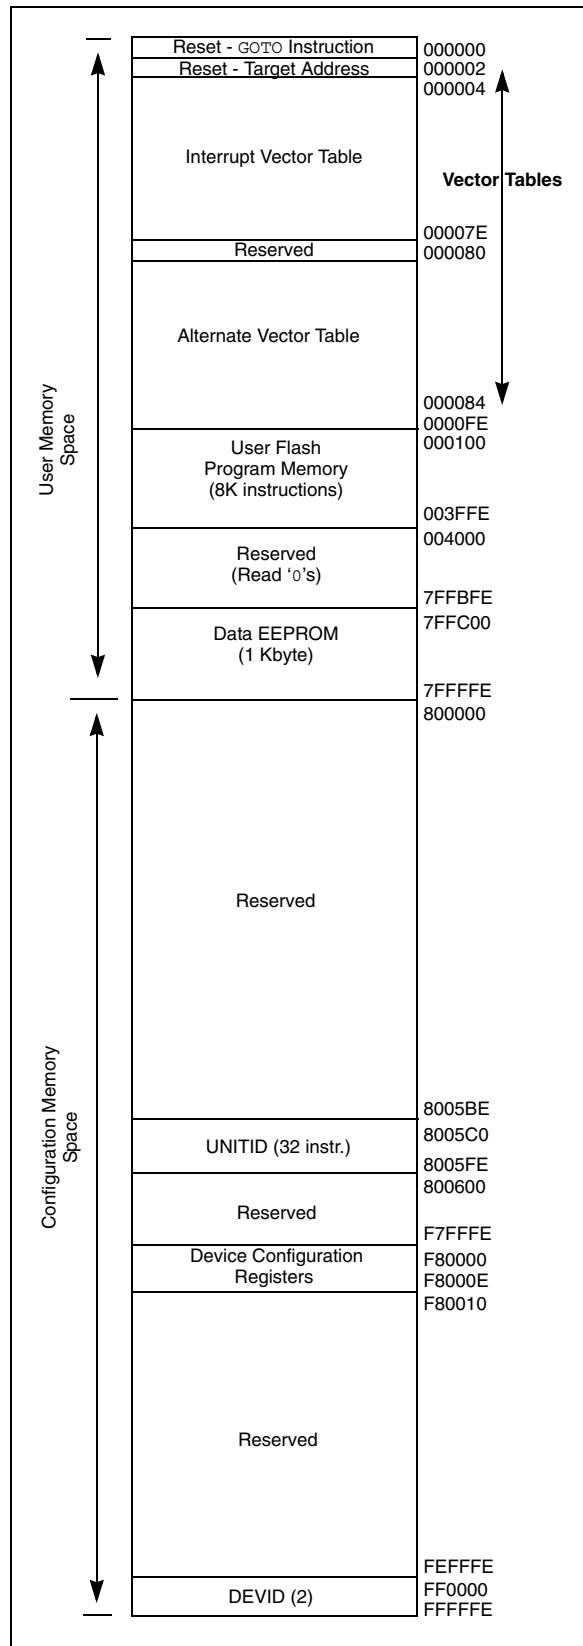 Reset - GOTO Instruction 000000
Reset - Target Address 000002
000004
Interrupt Vector Table
Vector Tables
00007E
Reserved 000080
Alternate Vector Table
000084
0000FE
User Memory
Space
User Flash
Program Memory
(8K instructions)
000100
003FFE
004000
Reserved
(Read ‘0’s)
7FFBFE
7FFC00
Data EEPROM
(1 Kbyte)
7FFFFE
800000
Reserved
Configuration Memory
Space
8005BE
8005C0
UNITID (32 instr.)
8005FE
800600
Reserved
F7FFFE
Device Configuration
Registers
F80000
F8000E
F80010
Reserved
FEFFFE
FF0000
DEVID (2)
FFFFFE